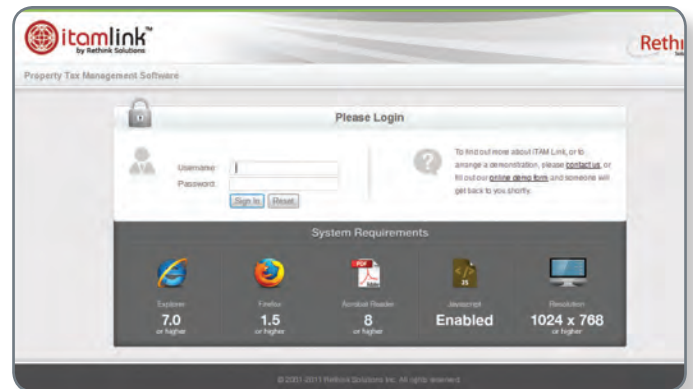 itamlink™
by Rethink Solutions
Rethi
Property Tax Management Software
Please Login
Username:
Password:
Sign In Reset
To find out more about iTAM Link, or to
arrange a demonstration, please contact us, or
fill out our online demo form and someone will
get back to you shortly.
System Requirements
PDF
Adobe
</>
JS
Explorer
7.0
or higher
Firefox
1.5
or higher
Acrobat Reader
8
or higher
Javascript
Enabled
Resolution
1024 x 768
or higher
© 2001-2011 Rethink Solutions Inc. All rights reserved.